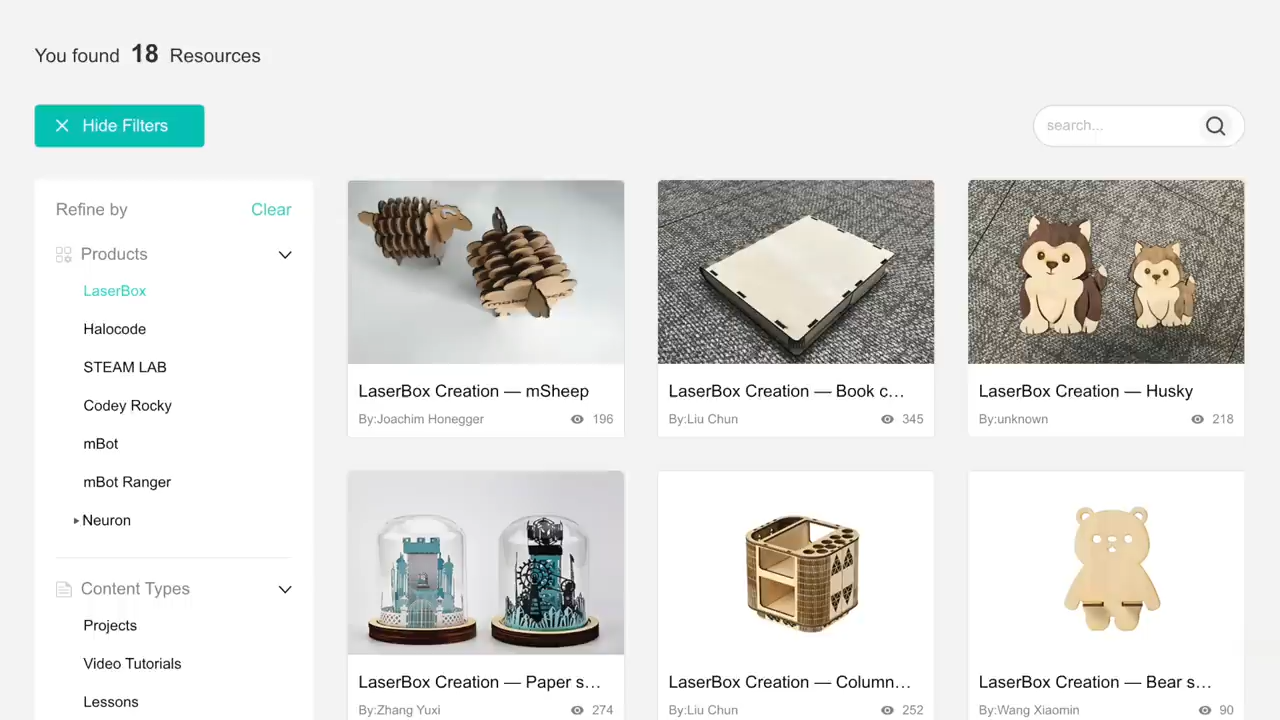 You found 18 Resources
Hide Filters
search...
Refine by
Clear
Products
LaserBox
Halocode
STEAM LAB
Codey Rocky
mBot
mBot Ranger
Neuron
Content Types
Projects
Video Tutorials
Lessons
LaserBox Creation — mSheep
By:Joachim Honegger
196
LaserBox Creation — Book c...
By:Liu Chun
345
LaserBox Creation — Husky
By:unknown
218
LaserBox Creation — Paper s...
By:Zhang Yuxi
274
LaserBox Creation — Column...
By:Liu Chun
252
LaserBox Creation — Bear s...
By:Wang Xiaomin
90